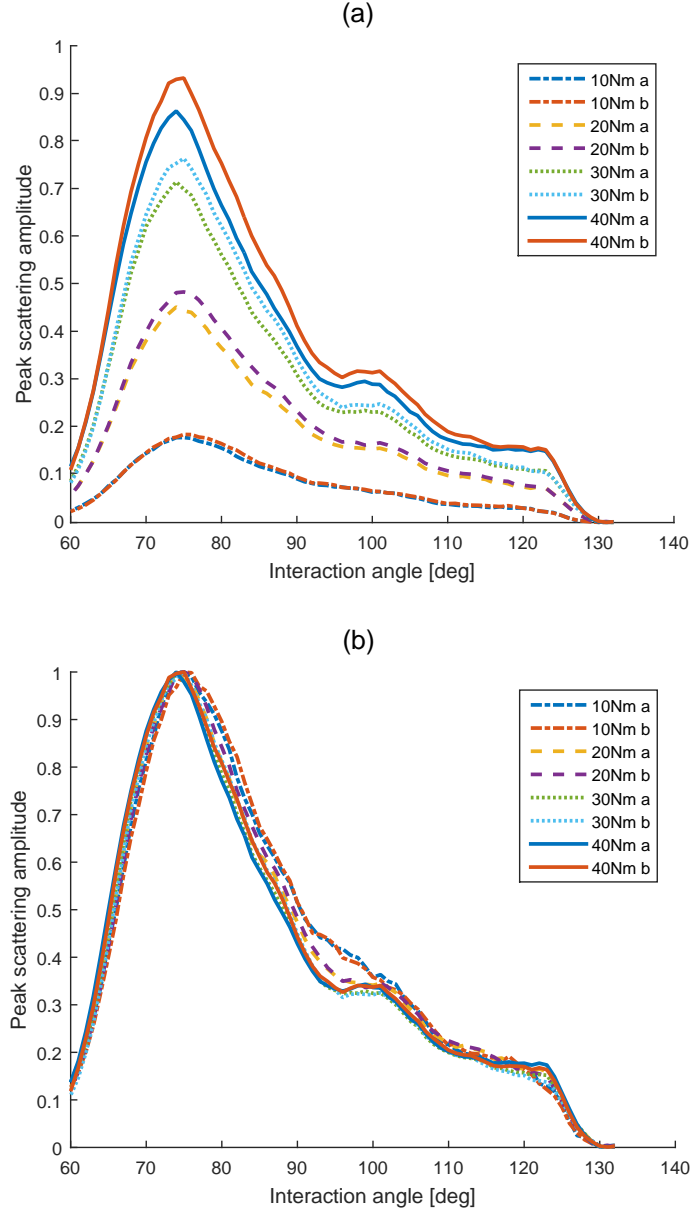 (a)
1
0.9
0.8
0.7
0.6
0.5
0.4
0.3
0.2
0.1
0
Peak scattering amplitude
10Nm a
10Nm b
20Nm a
20Nm b
30Nm a
30Nm b
40Nm a
40Nm b
60 70 80 90 100 110 120 130 140
Interaction angle [deg]
(b)
1
0.9
0.8
0.7
0.6
0.5
0.4
0.3
0.2
0.1
0
Peak scattering amplitude
10Nm a
10Nm b
20Nm a
20Nm b
30Nm a
30Nm b
40Nm a
40Nm b
60 70 80 90 100 110 120 130 140
Interaction angle [deg]